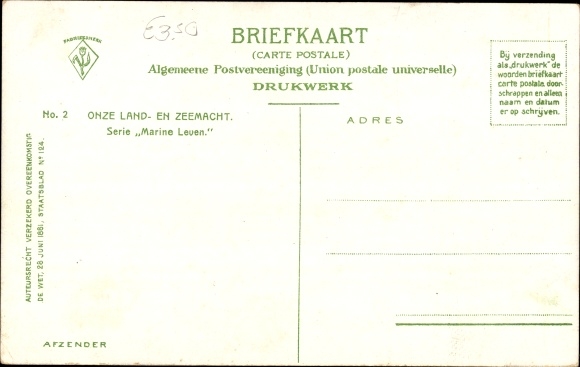 FABRIEKSMERK
E3.50
BRIEFKAART
(CARTE POSTALE)
Algemeene Postvereeniging (Union postale universelle)
DRUKWERK
Bij verzending
als „drukwerk" de
woorden briefkaart
carte postale door-
schrappen en alleen
naam en datum
er op schrijven.
No. 2 ONZE LAND- EN ZEEMACHT.
Serie „Marine Leven."
ADRES
AUTEURSRECHT VERZEKERD OVEREENKOMSTIG
DE WET, 28 JUNI 1881, STAATSBLAD No 124.
AFZENDER